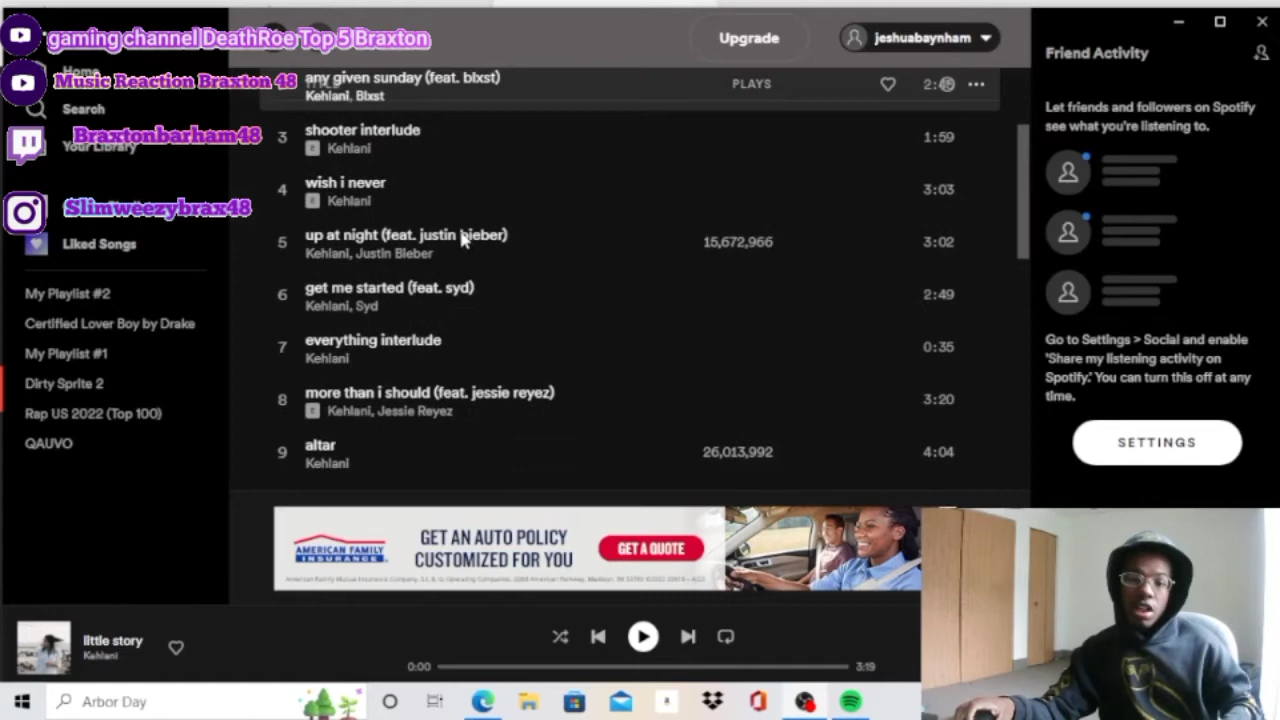 gaming channel DeathRoe Top 5 Braxton
Music Reaction Braxton 48
Home
Search
Braxtonbarham48
Your Library
Slimweezybrax48
Liked Songs
My Playlist #2
Certified Lover Boy by Drake
My Playlist #1
Dirty Sprite 2
Rap US 2022 (Top 100)
QAUVO
Upgrade
jeshuabaynham
any given sunday (feat. blxst)
TITLE
PLAYS
Kehlani, Blxst
3 shooter interlude 1:59
E Kehlani
4 wish i never 3:03
E Kehlani
5 up at night (feat. justin bieber) 15,672,966 3:02
Kehlani, Justin Bieber
6 get me started (feat. syd) 2:49
Kehlani, Syd
7 everything interlude 0:35
Kehlani
8 more than i should (feat. jessie reyez) 3:20
E Kehlani, Jessie Reyez
9 altar 26,013,992 4:04
Kehlani
Friend Activity
Let friends and followers on Spotify
see what you're listening to.
Go to Settings > Social and enable
'Share my listening activity on
Spotify.' You can turn this off at any
time.
SETTINGS
AMERICAN FAMILY
INSURANCE
GET AN AUTO POLICY
CUSTOMIZED FOR YOU
GET A QUOTE
little story
Kehlani
0:00
3:19
Arbor Day